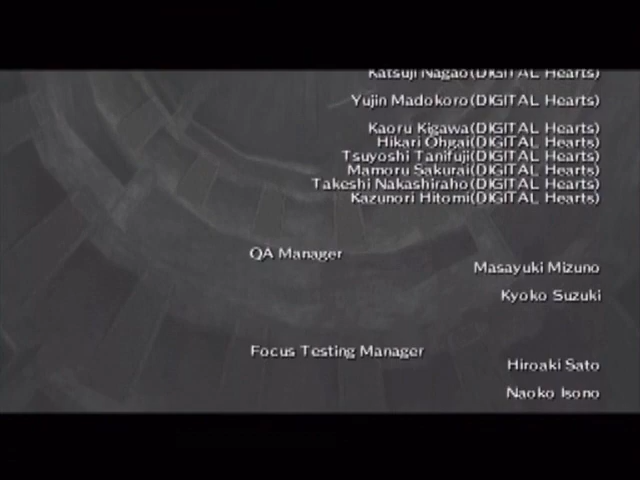 Katsuji Nagao(DIGITAL Hearts)
Yujin Madokoro(DIGITAL Hearts)
Kaoru Kigawa(DIGITAL Hearts)
Hikari Ohgai(DIGITAL Hearts)
Tsuyoshi Tanifuji(DIGITAL Hearts)
Mamoru Sakurai(DIGITAL Hearts)
Takeshi Nakashiraho(DIGITAL Hearts)
Kazunori Hitomi(DIGITAL Hearts)
QA Manager
Masayuki Mizuno
Kyoko Suzuki
Focus Testing Manager
Hiroaki Sato
Naoko Isono